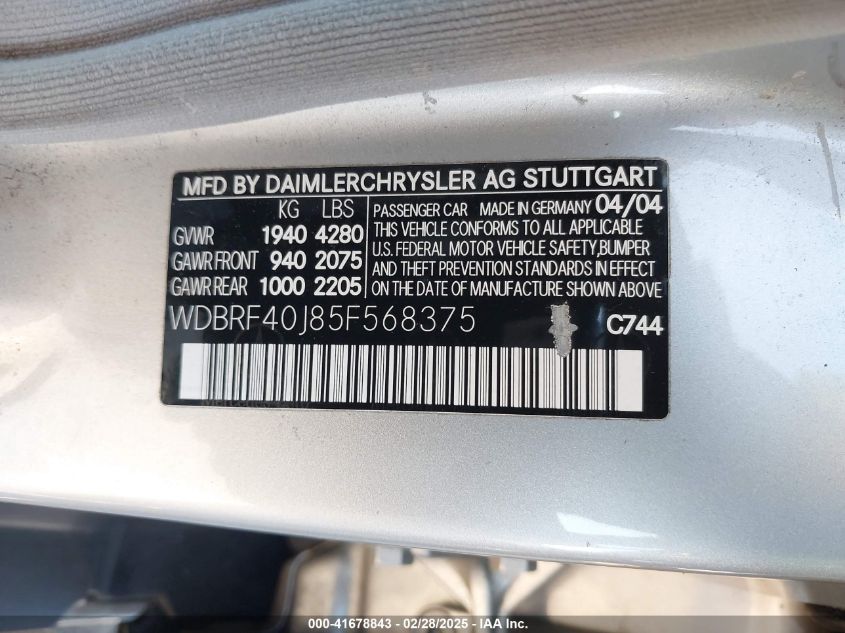 MFD BY DAIMLERCHRYSLER AG STUTTGART
KG LBS
GVWR 1940 4280
GAWR FRONT 940 2075
GAWR REAR 1000 2205
PASSENGER CAR MADE IN GERMANY 04/04
THIS VEHICLE CONFORMS TO ALL APPLICABLE
U.S. FEDERAL MOTOR VEHICLE SAFETY,BUMPER
AND THEFT PREVENTION STANDARDS IN EFFECT
ON THE DATE OF MANUFACTURE SHOWN ABOVE
WDBRF40J85F568375
C744
000-41678843 / 02/28/2025 - © IAA Inc.